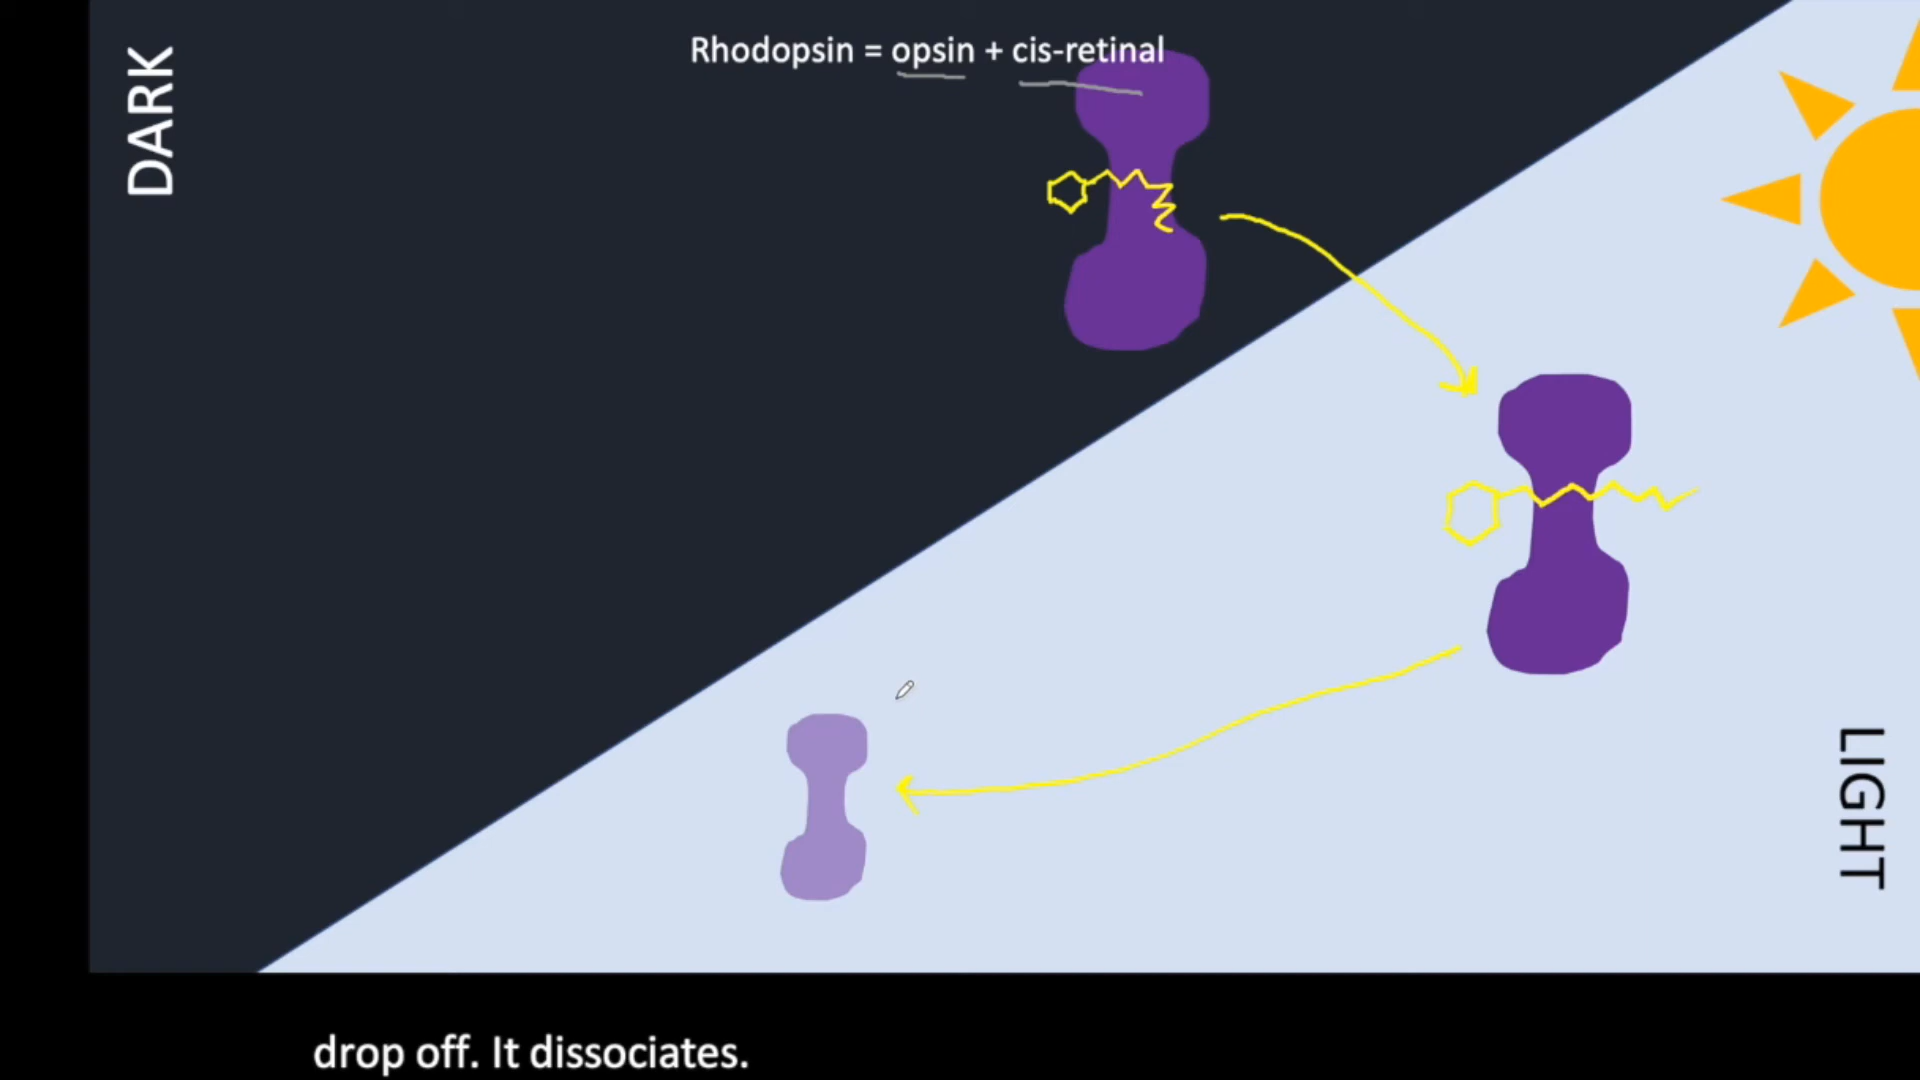 Rhodopsin = opsin + cis-retinal
DARK
LIGHT
drop off. It dissociates.